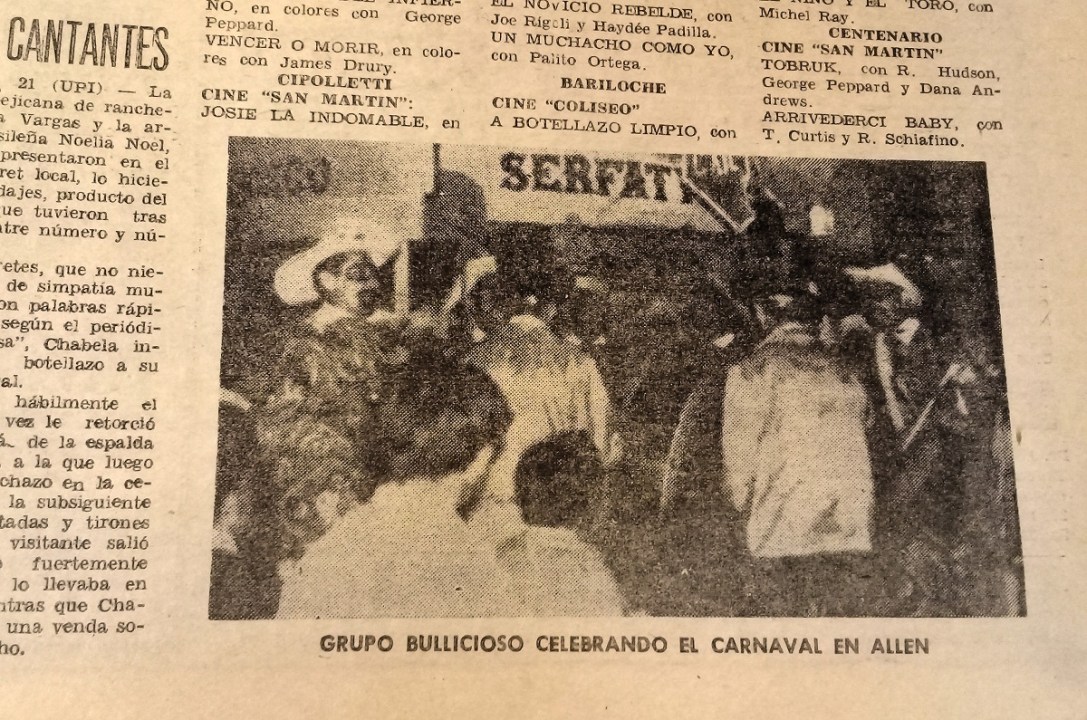 CANTANTES
21 (UPI) — La
ejicana de ranche-
Vargas y la ar-
sileña Noelia Noel,
presentaron en el
ret local, lo hicie-
dajes, producto del
ue tuvieron tras
ntre número y nú-
retes, que no nie-
de simpatía mu-
on palabras rápi-
según el periódi-
sa", Chabela in-
botellazo a su
al.
hábilmente el
vez le retorció
de la espalda
a la que luego
chazo en la ce-
la subsiguiente
tadas y tirones
visitante salió
fuertemente
lo llevaba en
ntras que Cha-
una venda so-
ho.
NO, en colores con George
Peppard.
VENCER O MORIR, en colo-
res con James Drury.
CIPOLLETTI
CINE "SAN MARTIN":
JOSIE LA INDOMABLE, en
EL NOVICIO REBELDE, con
Joe Rigoli y Haydée Padilla.
UN MUCHACHO COMO YO,
con Palito Ortega.
BARILOCHE
CINE "COLISEO"
A BOTELLAZO LIMPIO, con
Y EL TORO, con
Michel Ray.
CENTENARIO
CINE "SAN MARTIN"
TOBRUK, con R. Hudson,
George Peppard y Dana An-
drews.
ARRIVEDERCI BABY, con
T. Curtis y R. Schiafino.
SERFAT
GRUPO BULLICIOSO CELEBRANDO EL CARNAVAL EN ALLEN